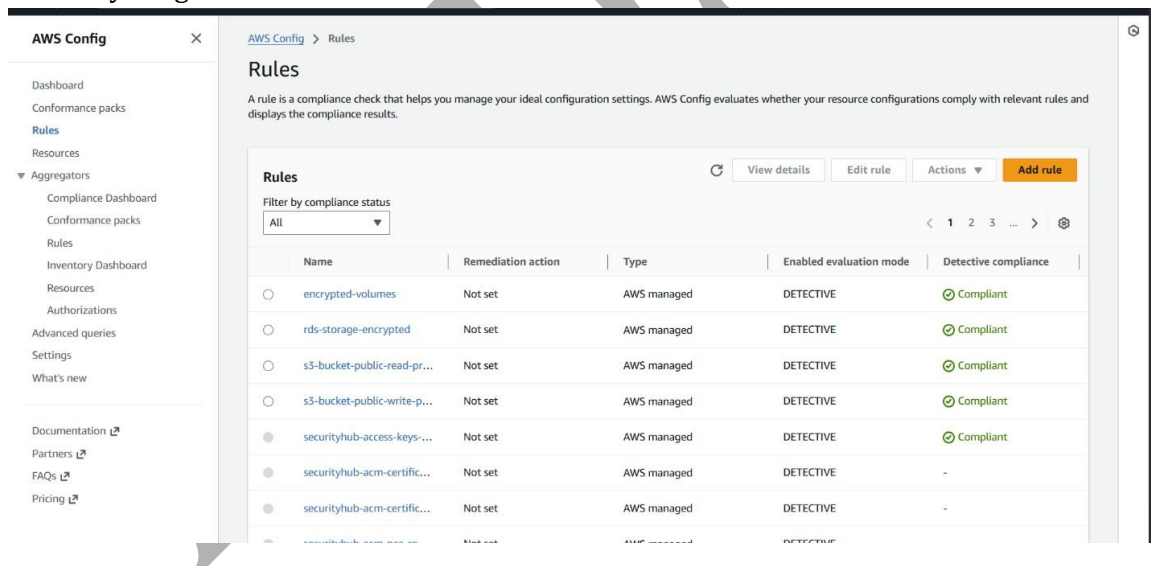 AWS Config
AWS Config > Rules
Rules
A rule is a compliance check that helps you manage your ideal configuration settings. AWS Config evaluates whether your resource configurations comply with relevant rules and
displays the compliance results.
Dashboard
Conformance packs
Rules
Resources
Aggregators
Compliance Dashboard
Conformance packs
Rules
Inventory Dashboard
Resources
Authorizations
Advanced queries
Settings
What's new
Documentation
Partners
FAQs
Pricing
Rules View details Edit rule Actions Add rule
Filter by compliance status
All 1 2 3 ...
Name Remediation action Type Enabled evaluation mode Detective compliance
encrypted-volumes Not set AWS managed DETECTIVE Compliant
rds-storage-encrypted Not set AWS managed DETECTIVE Compliant
s3-bucket-public-read-pr... Not set AWS managed DETECTIVE Compliant
s3-bucket-public-write-p... Not set AWS managed DETECTIVE Compliant
securityhub-access-keys-... Not set AWS managed DETECTIVE Compliant
securityhub-acm-certific... Not set AWS managed DETECTIVE -
securityhub-acm-certific... Not set AWS managed DETECTIVE -